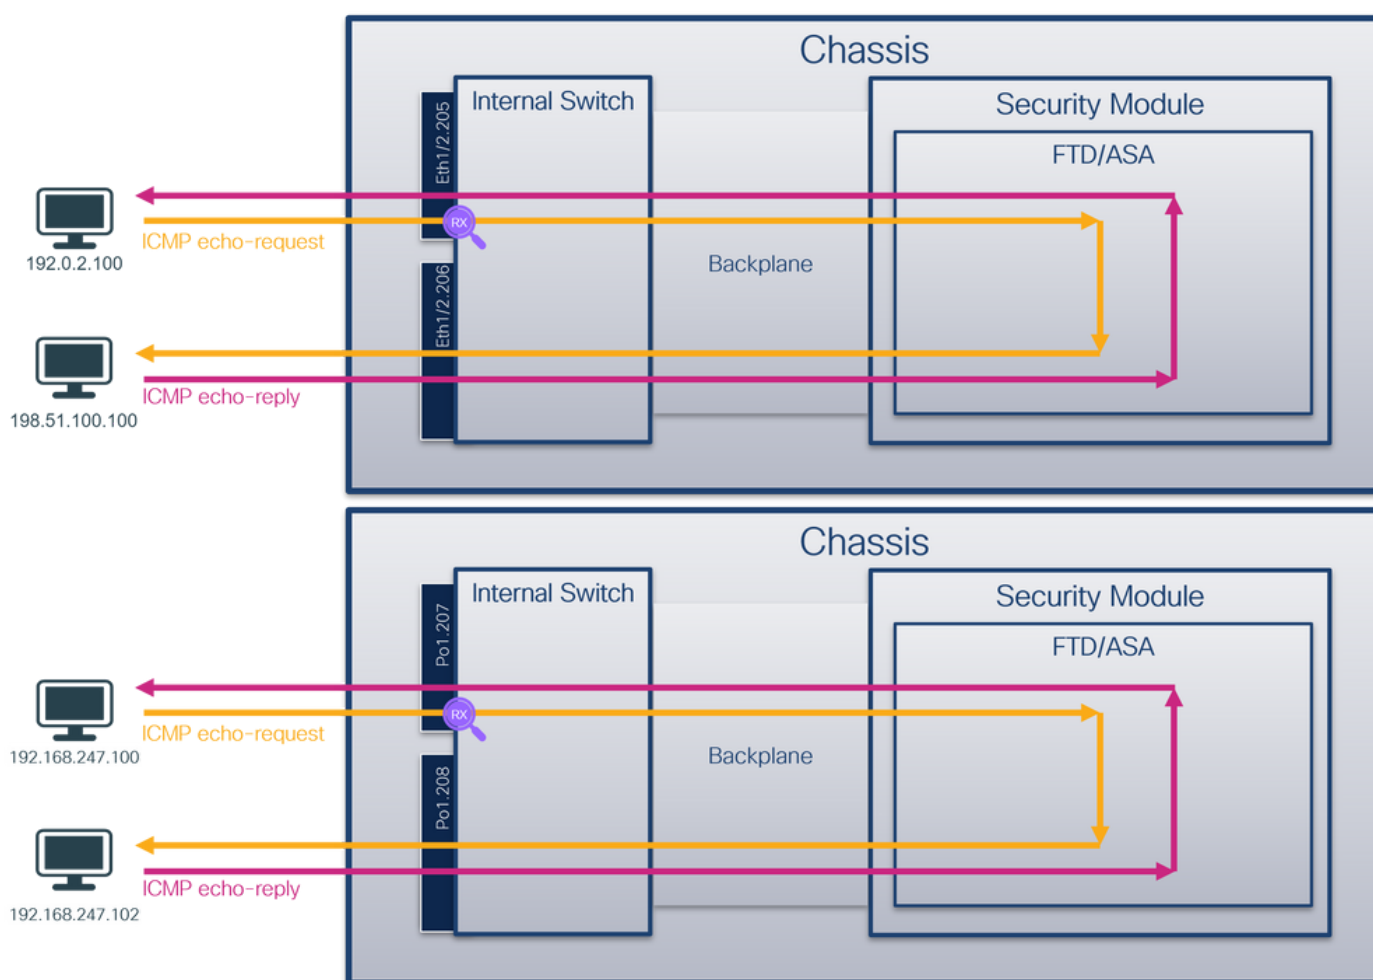 Chassis
Internal Switch
Security Module
FTD/ASA
Eth1/2.205
RX
ICMP echo-request
192.0.2.100
Backplane
Eth1/2.206
ICMP echo-reply
198.51.100.100
Chassis
Internal Switch
Security Module
FTD/ASA
Po1.207
RX
ICMP echo-request
192.168.247.100
Backplane
Po1.208
ICMP echo-reply
192.168.247.102